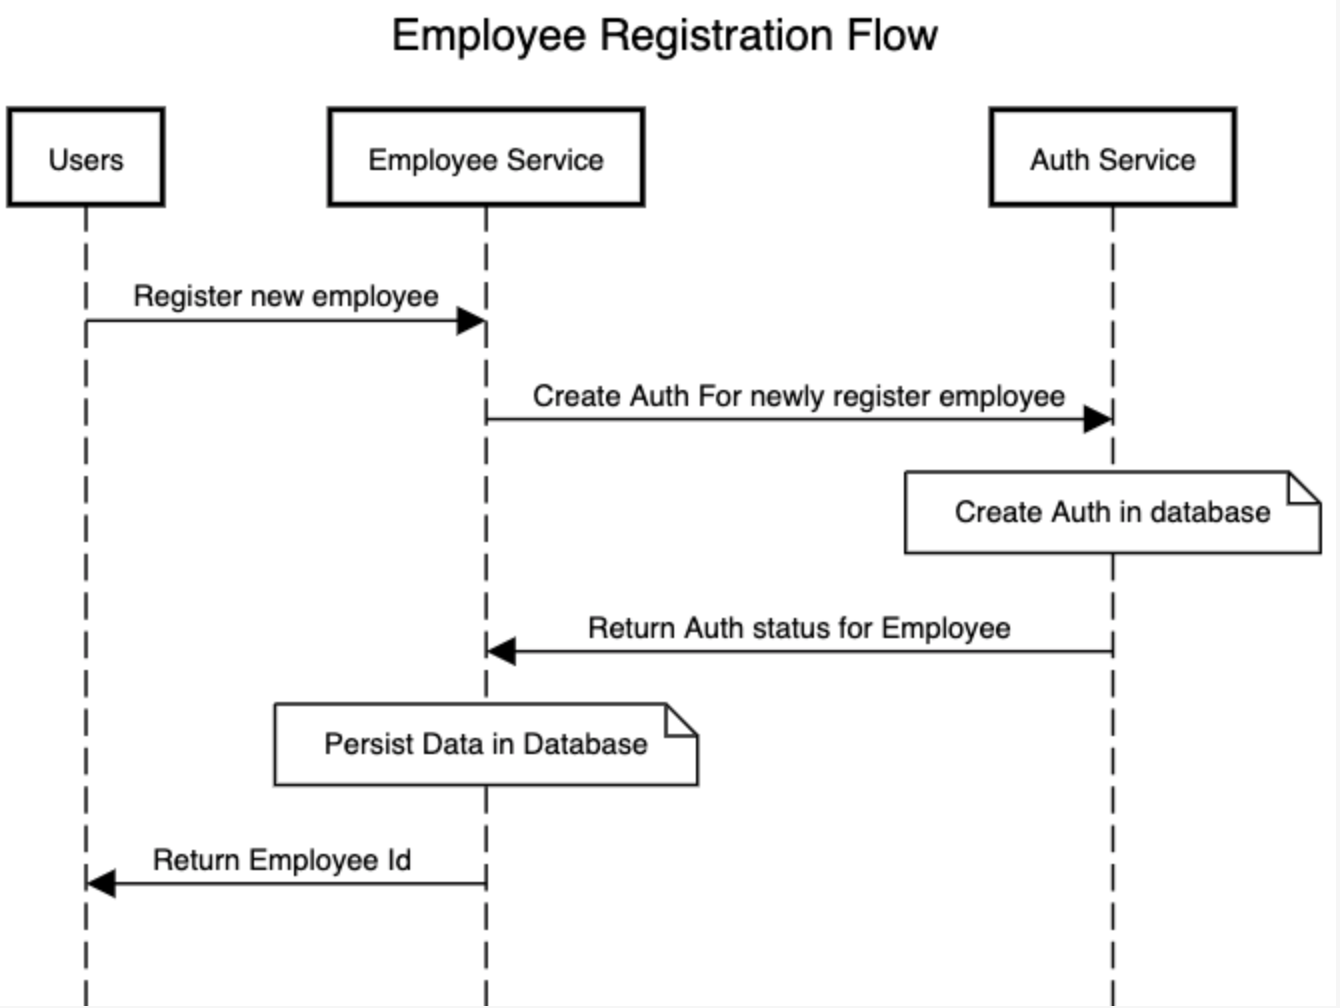 Employee Registration Flow
Users
Employee Service
Auth Service
Register new employee
Create Auth For newly register employee
Create Auth in database
Return Auth status for Employee
Persist Data in Database
Return Employee Id